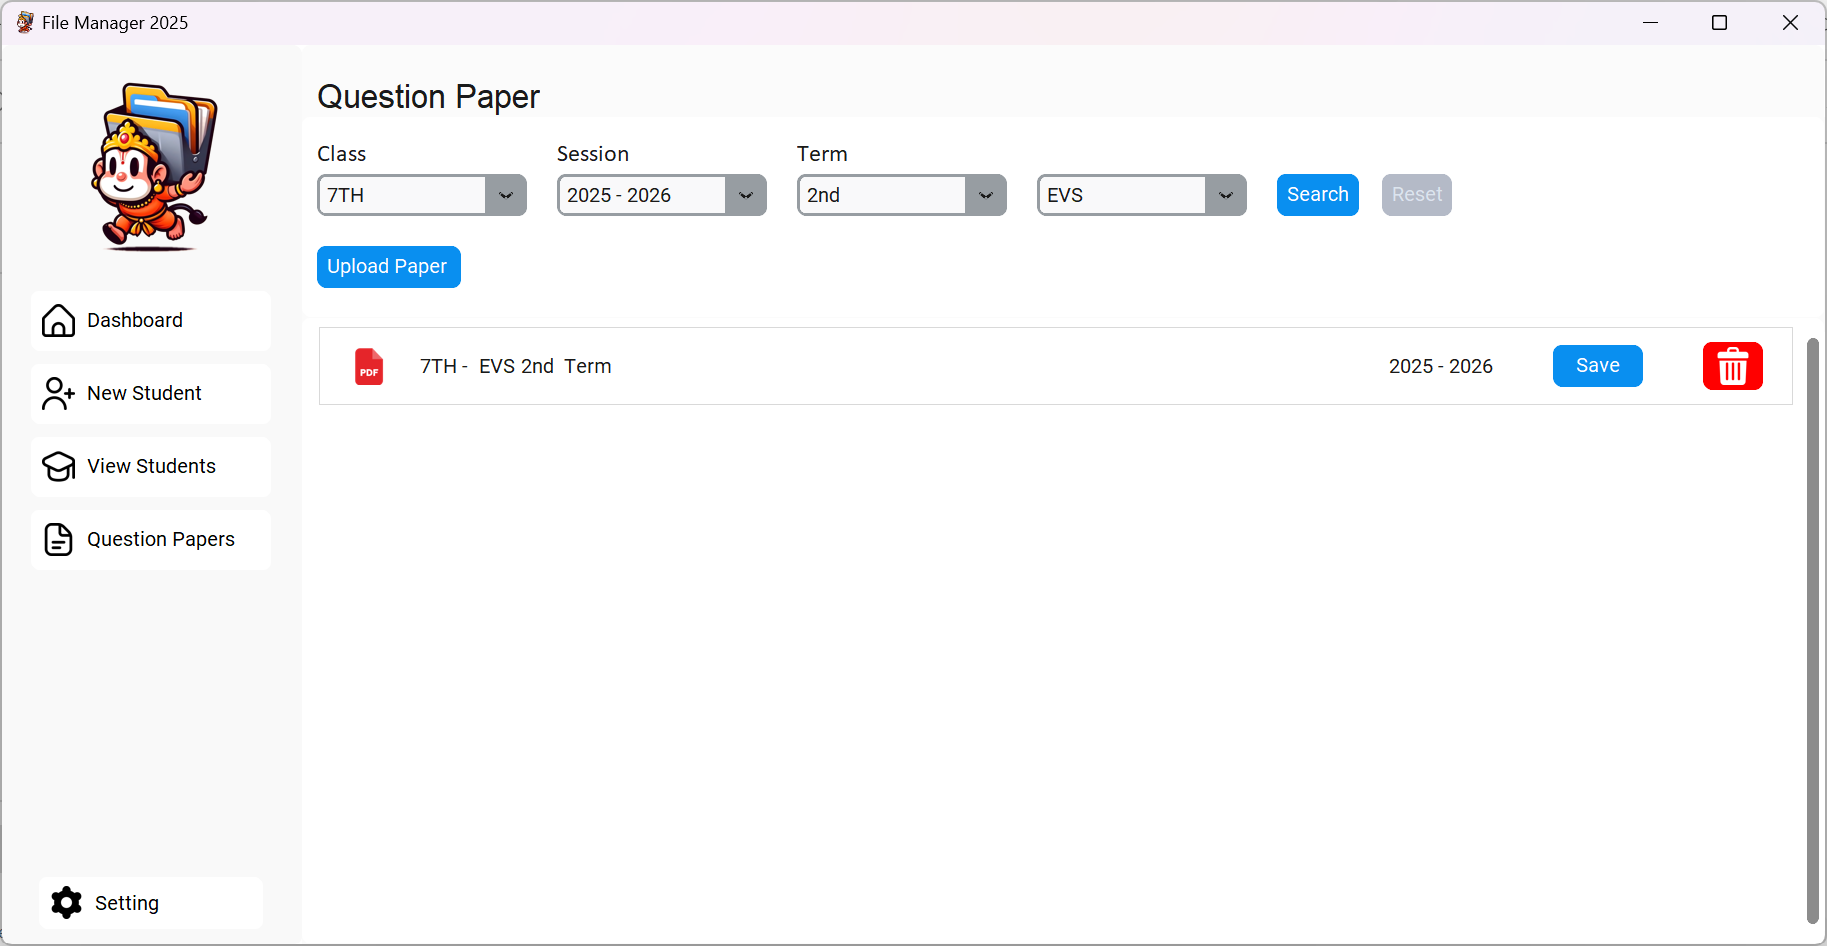 File Manager 2025
Question Paper
Class Session Term
7TH 2025 - 2026 2nd EVS Search Reset
Upload Paper
Dashboard
New Student
View Students
Question Papers
Setting
PDF 7TH - EVS 2nd Term 2025 - 2026 Save